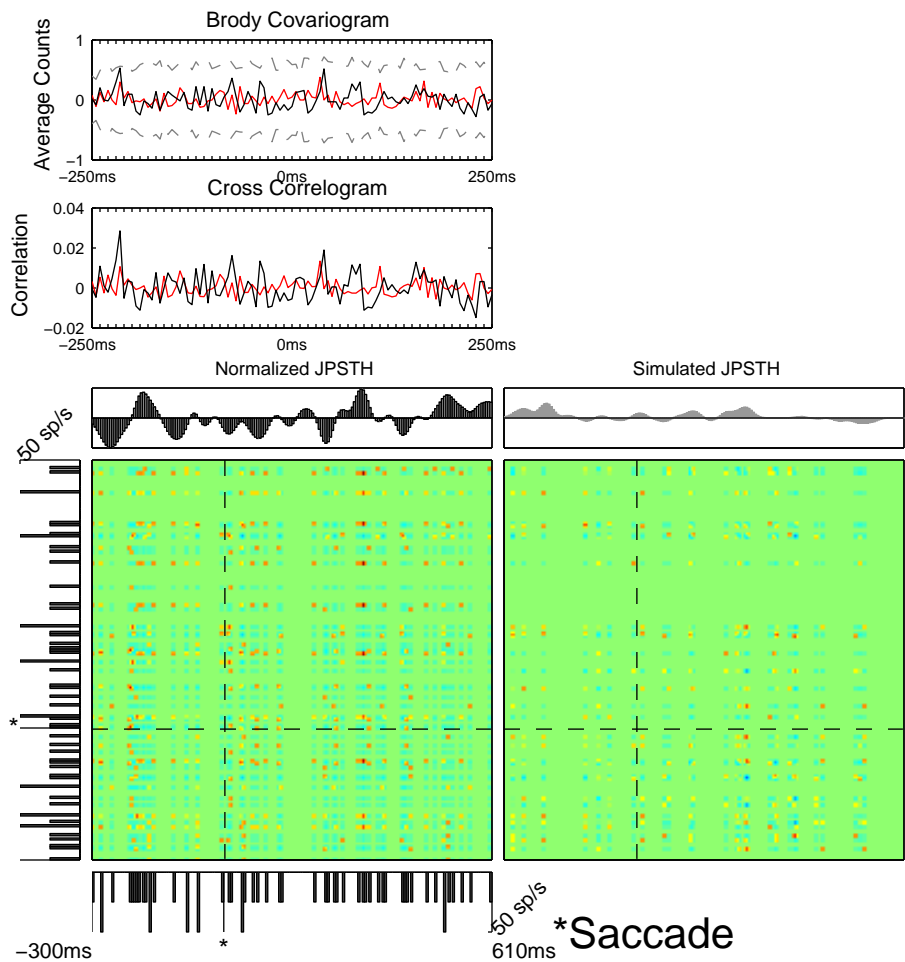 Brody Covariogram
Average Counts
1
0
−1
−250ms
0ms
250ms
Cross Correlogram
Correlation
0.04
0.02
0
−0.02
−250ms
0ms
250ms
Normalized JPSTH
Simulated JPSTH
50 sp/s
*
50 sp/s
*
−300ms
610ms
*Saccade